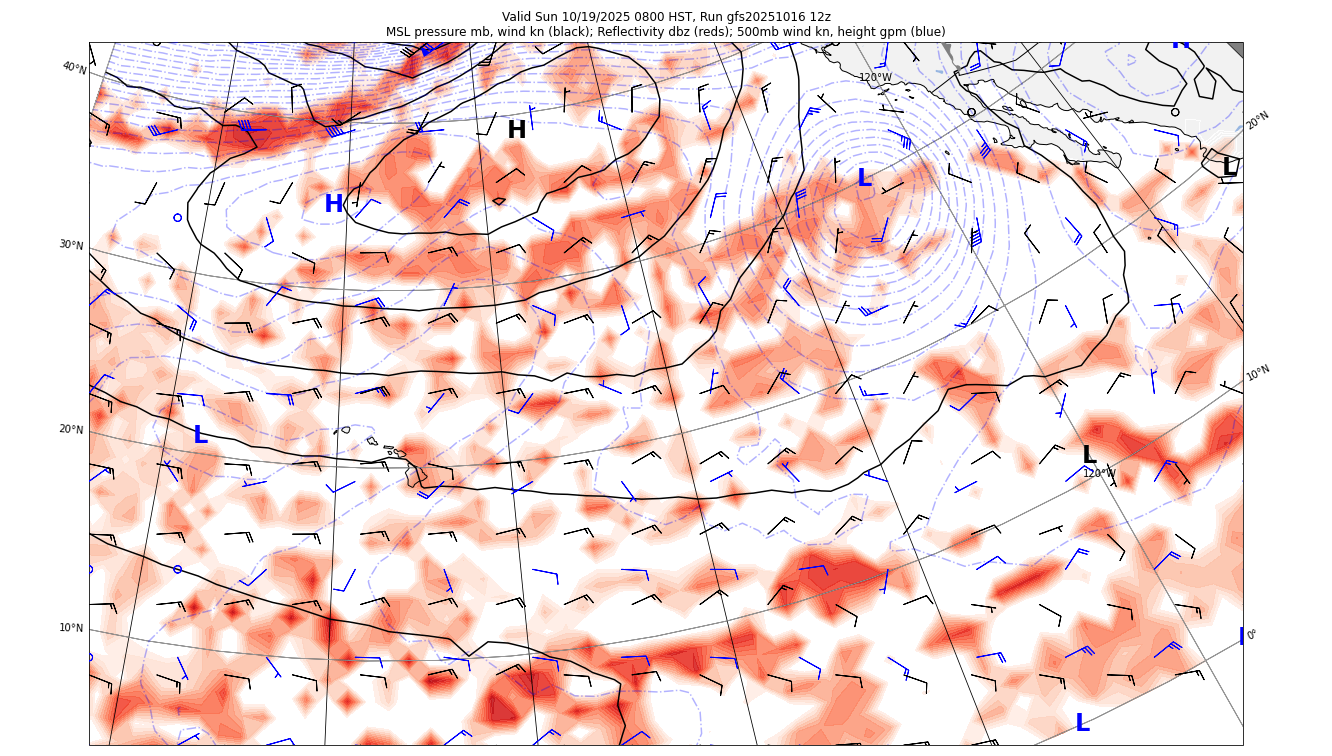 Valid Sun 10/19/2025 0800 HST, Run gfs20251016 12z
MSL pressure mb, wind kn (black); Reflectivity dbz (reds); 500mb wind kn, height gpm (blue)
H
40°N
120°W
20°N
H
L
L
H
30°N
10°N
20°N
L
L
120°W
10°N
0°
L